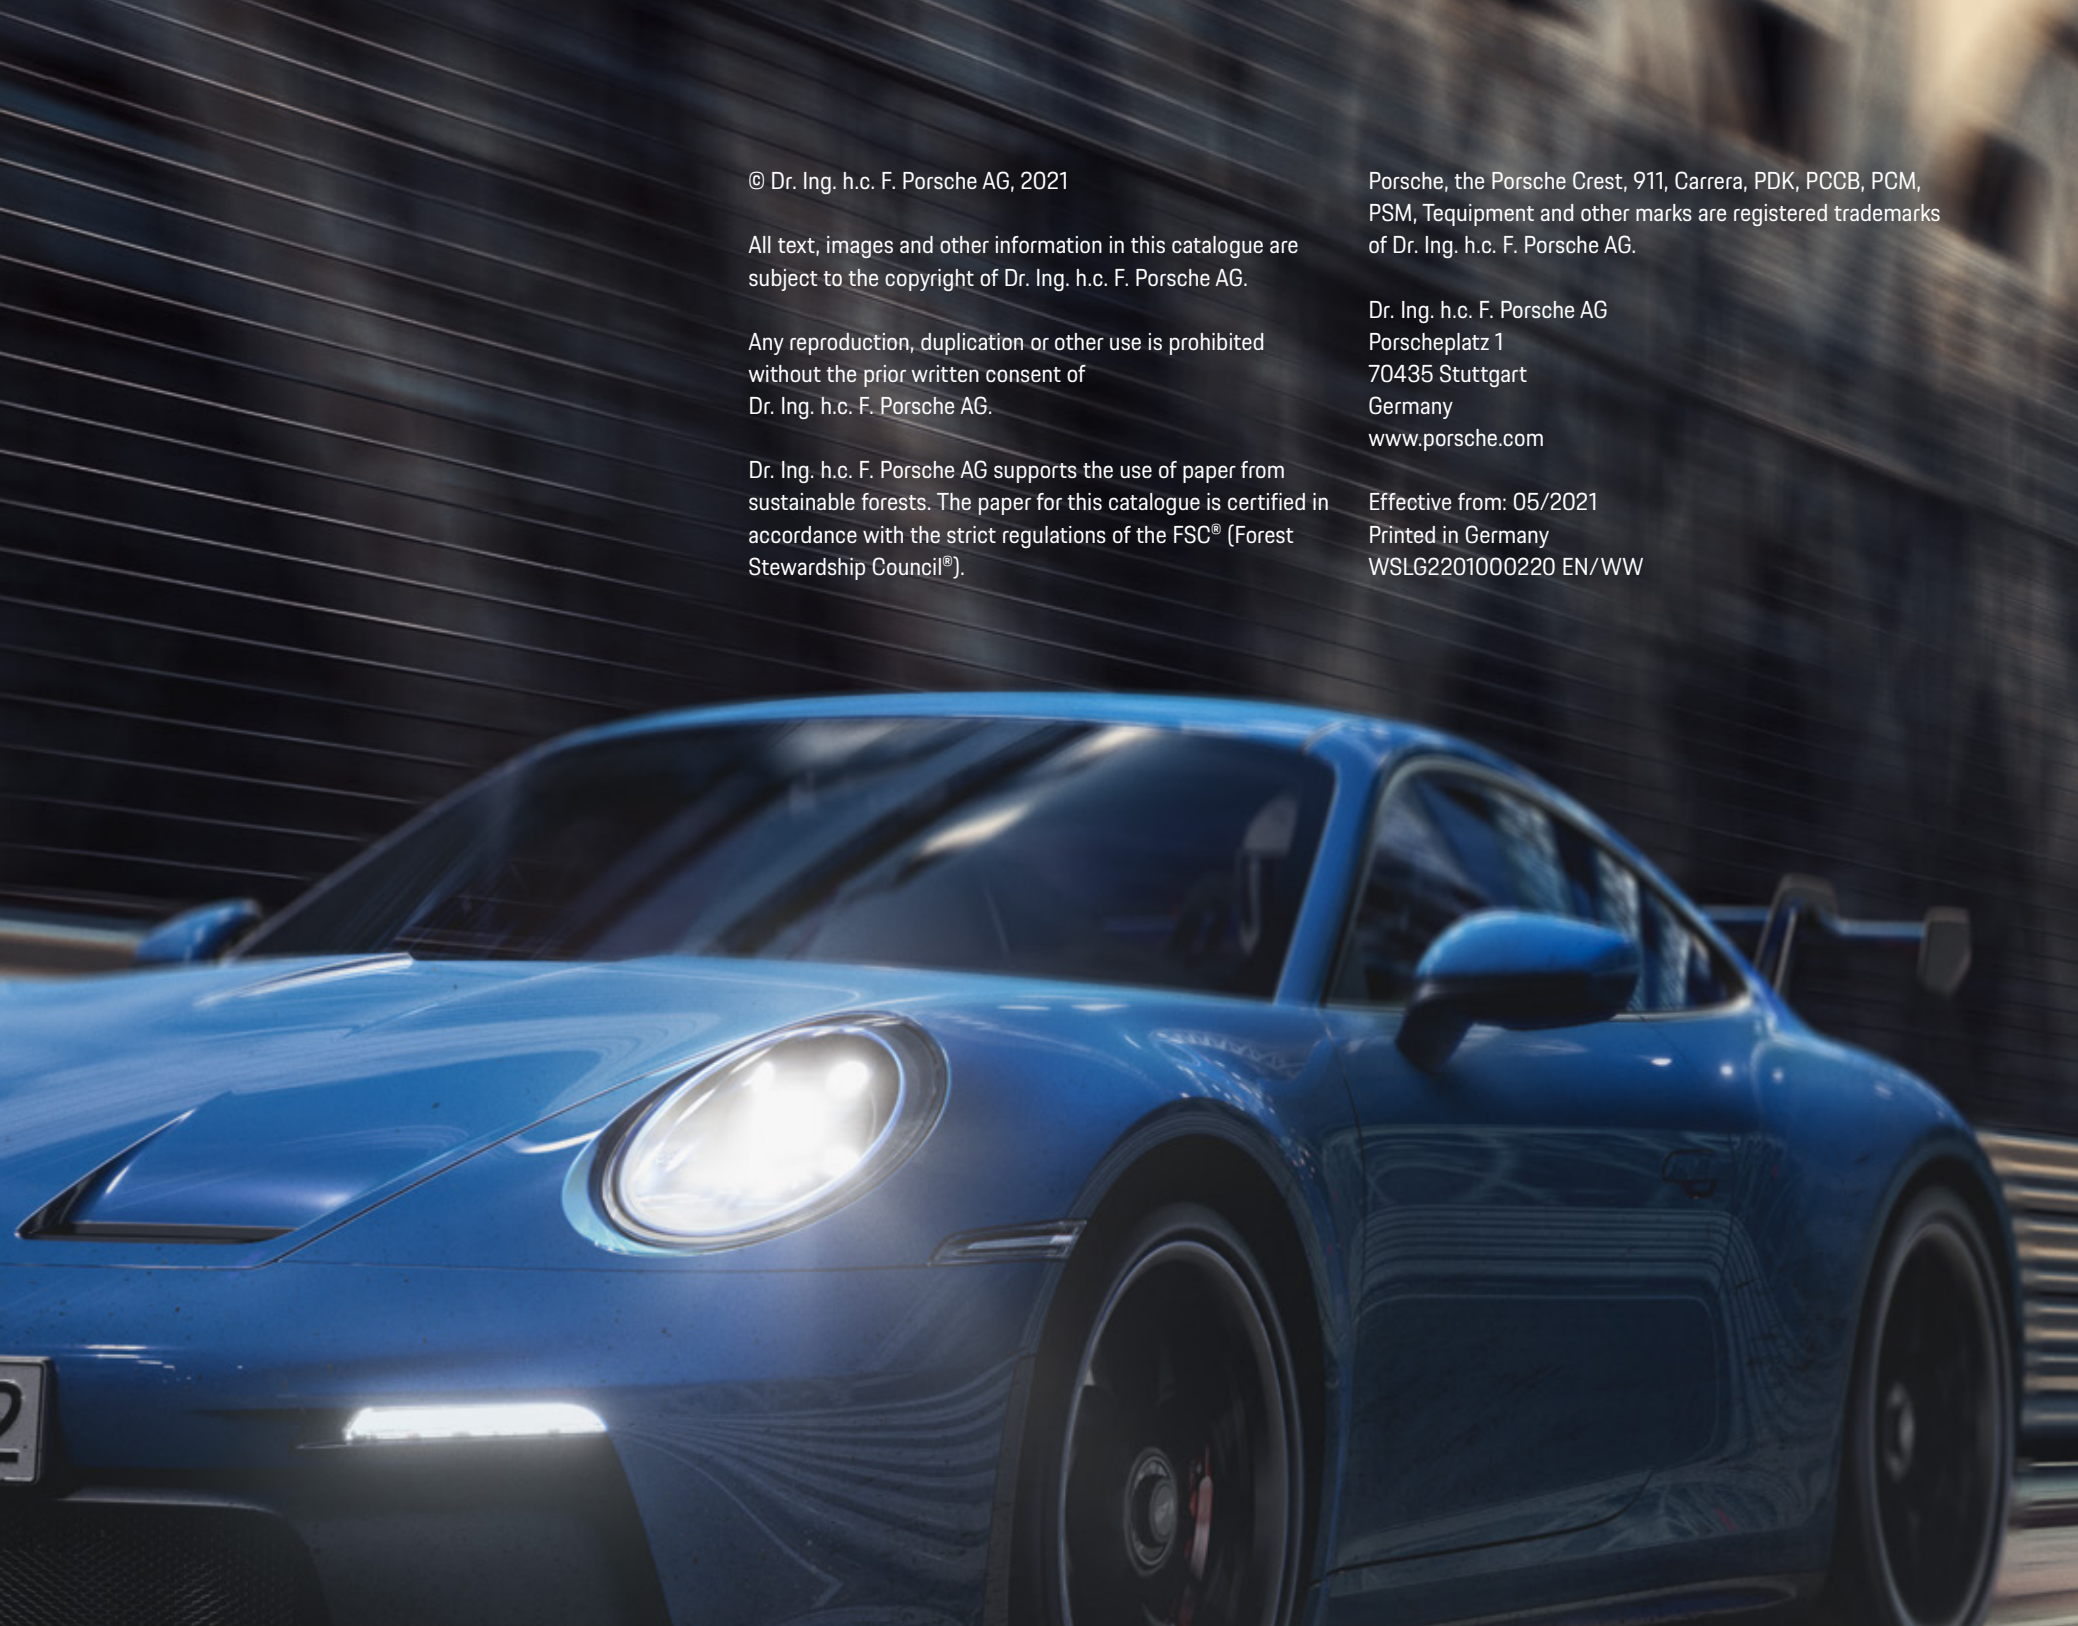 © Dr. Ing. h.c. F. Porsche AG, 2021
All text, images and other information in this catalogue are
subject to the copyright of Dr. Ing. h.c. F. Porsche AG.
Any reproduction, duplication or other use is prohibited
without the prior written consent of
Dr. Ing. h.c. F. Porsche AG.
Dr. Ing. h.c. F. Porsche AG supports the use of paper from
sustainable forests. The paper for this catalogue is certified in
accordance with the strict regulations of the FSC® (Forest
Stewardship Council®).
Porsche, the Porsche Crest, 911, Carrera, PDK, PCCB, PCM,
PSM, Tequipment and other marks are registered trademarks
of Dr. Ing. h.c. F. Porsche AG.
Dr. Ing. h.c. F. Porsche AG
Porscheplatz 1
70435 Stuttgart
Germany
www.porsche.com
Effective from: 05/2021
Printed in Germany
WSLG2201000220 EN/WW